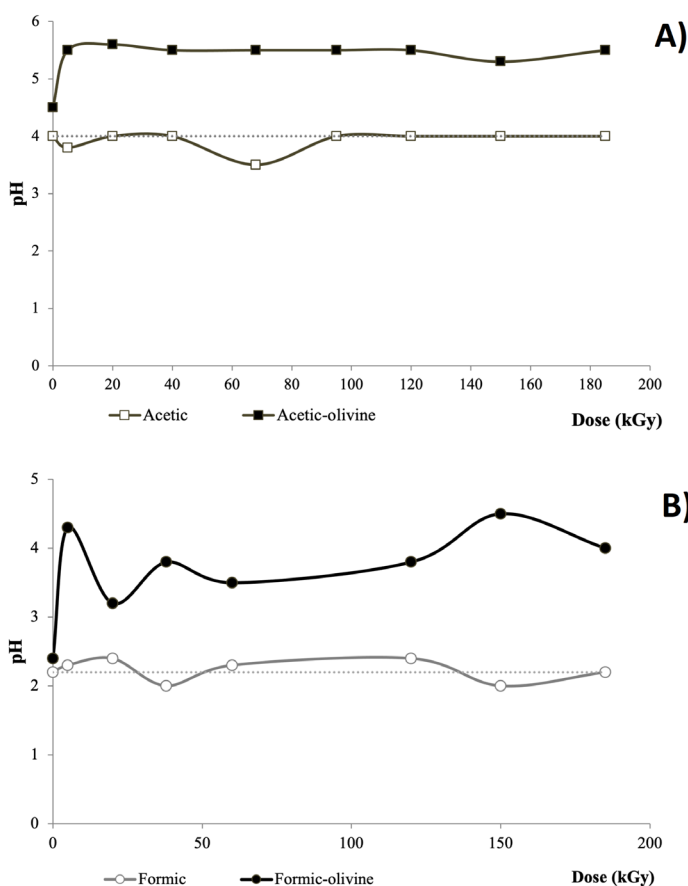 A)
6
5
4
3
2
1
0
pH
0 20 40 60 80 100 120 140 160 180 200
Acetic Acetic-olivine
Dose (kGy)
B)
5
4
3
2
1
0
pH
0 50 100 150 200
Formic Formic-olivine Dose (kGy)